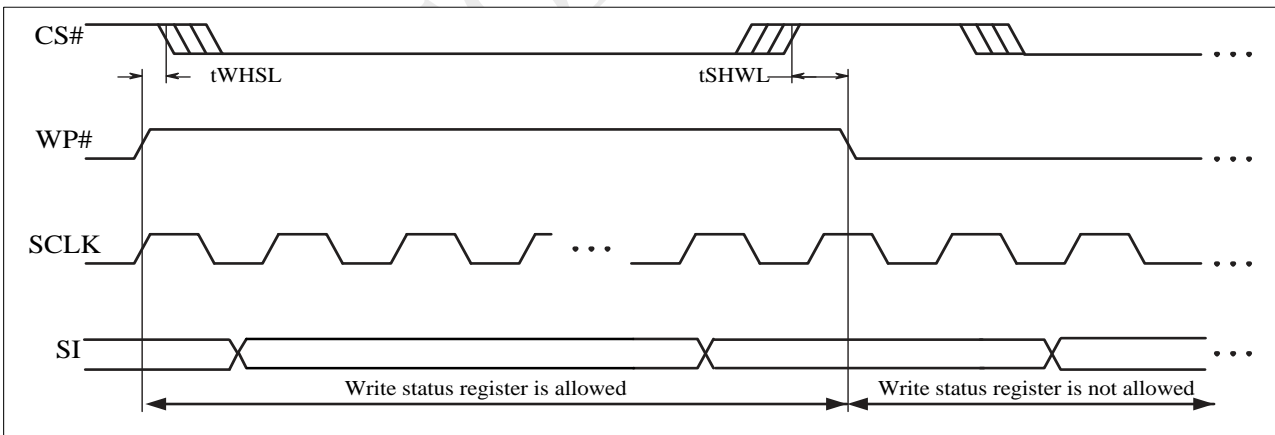 CS#
tWHSL
tSHWL
WP#
SCLK
SI
Write status register is allowed
Write status register is not allowed